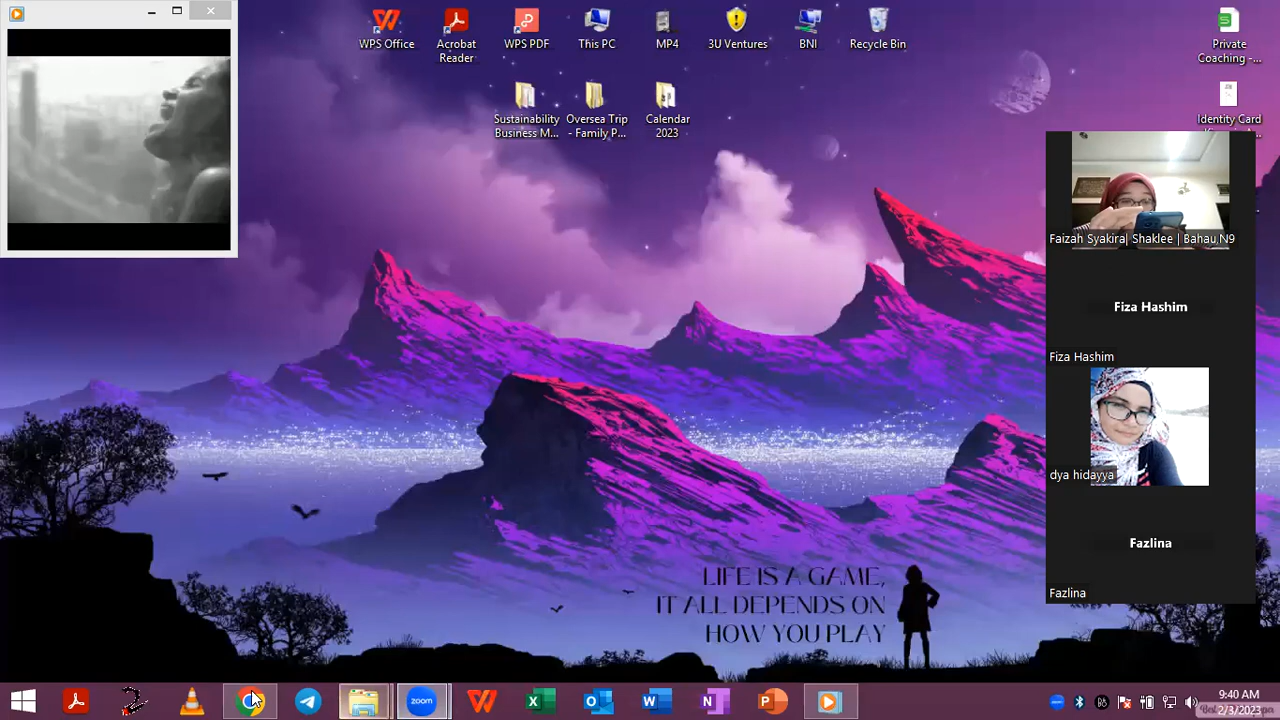 WPS Office
Acrobat
Reader
WPS PDF
This PC
MP4
3U Ventures
BNI
Recycle Bin
Private
Coaching -...
Sustainability
Business M...
Oversea Trip
- Family P...
Calendar
2023
Identity Card
Faizah Syakira| Shaklee | Bahau,N9
Fiza Hashim
Fiza Hashim
dya hidayya
Fazlina
Fazlina
LIFE IS A GAME,
IT ALL DEPENDS ON
HOW YOU PLAY
zoom
9:40 AM
2/3/2023